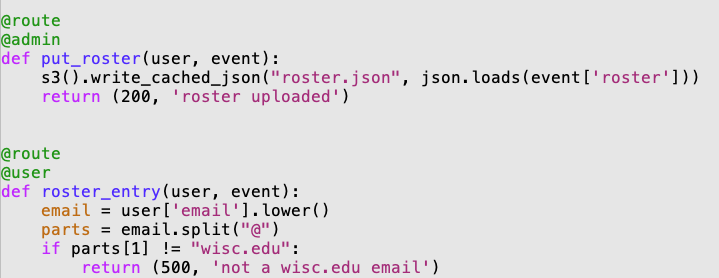 @route
@admin
def put_roster(user, event):
    s3().write_cached_json("roster.json", json.loads(event['roster']))
    return (200, 'roster uploaded')

@route
@user
def roster_entry(user, event):
    email = user['email'].lower()
    parts = email.split("@")
    if parts[1] != "wisc.edu":
        return (500, 'not a wisc.edu email')